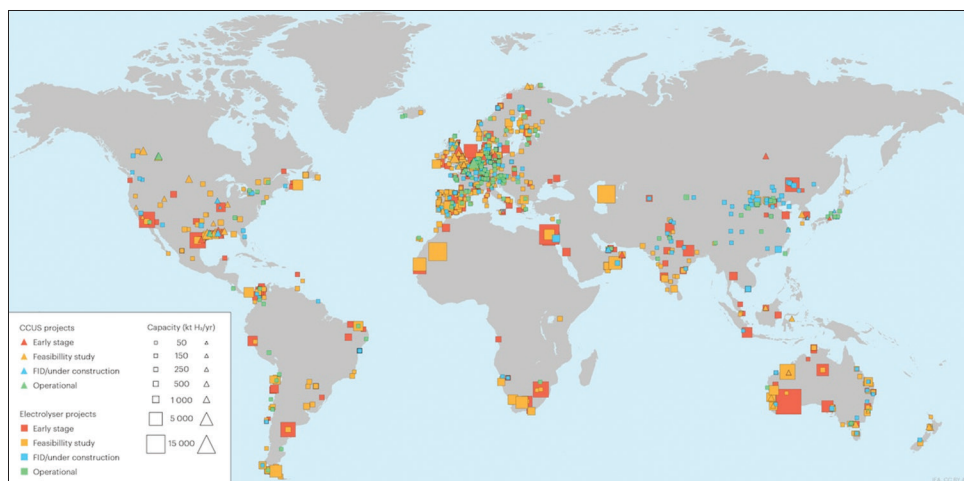 CCUS projects
Early stage
Feasibillity study
FID/under construction
Operational
Electrolyser projects
Early stage
Feasibility study
FID/under construction
Operational
Capacity (kt H₂/yr)
50
150
250
500
1 000
5 000
15 000